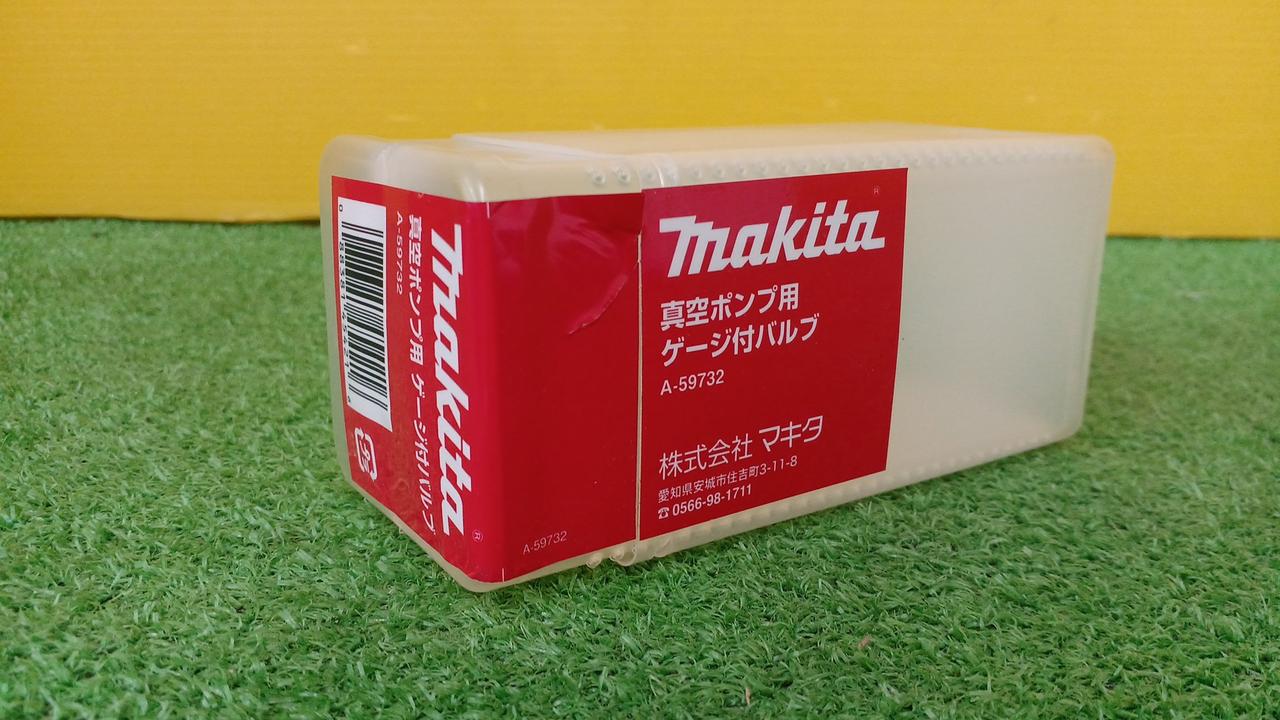 makita
真空ポンプ用
ゲージ付バルブ
A-59732
株式会社 マキタ
愛知県安城市住吉町3-11-8
☎0566-98-1711
A-59732
makita
真空ポンプ用 ゲージ付バルブ
A-59732